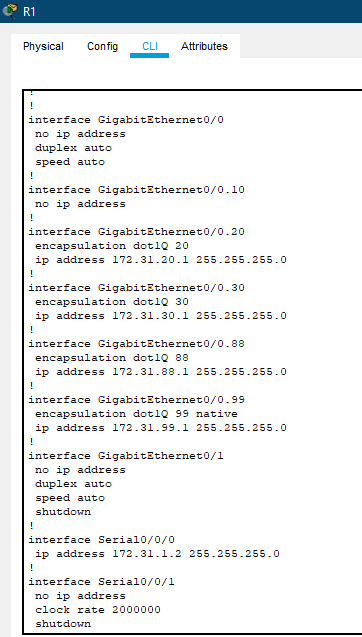 R1
Physical Config CLI Attributes
!
!
interface GigabitEthernet0/0
no ip address
duplex auto
speed auto
!
interface GigabitEthernet0/0.10
no ip address
!
interface GigabitEthernet0/0.20
encapsulation dot1Q 20
ip address 172.31.20.1 255.255.255.0
!
interface GigabitEthernet0/0.30
encapsulation dot1Q 30
ip address 172.31.30.1 255.255.255.0
!
interface GigabitEthernet0/0.88
encapsulation dot1Q 88
ip address 172.31.88.1 255.255.255.0
!
interface GigabitEthernet0/0.99
encapsulation dot1Q 99 native
ip address 172.31.99.1 255.255.255.0
!
interface GigabitEthernet0/1
no ip address
duplex auto
speed auto
shutdown
!
interface Serial0/0/0
ip address 172.31.1.2 255.255.255.0
!
interface Serial0/0/1
no ip address
clock rate 2000000
shutdown